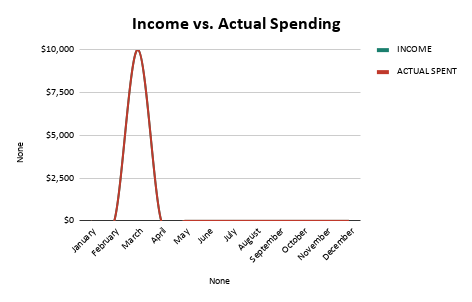 Income vs. Actual Spending
INCOME
ACTUAL SPENT
$10,000
$7,500
$5,000
$2,500
$0
None
January
February
March
April
May
June
July
August
September
October
November
December
None